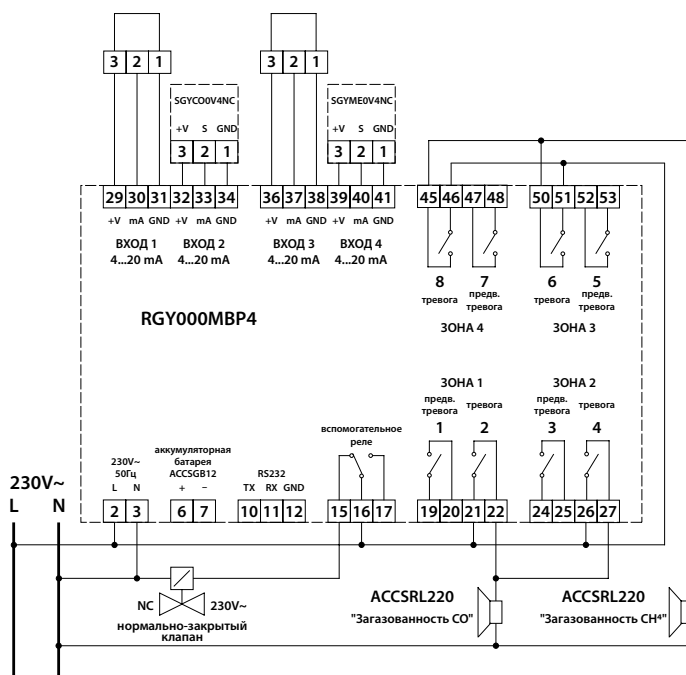 3 2 1 3 2 1
SGYCO0V4NC SGYME0V4NC
+V S GND +V S GND
3 2 1 3 2 1
29 30 31 32 33 34 36 37 38 39 40 41 45 46 47 48 50 51 52 53
+V mA GND +V mA GND +V mA GND +V mA GND
ВХОД 1 ВХОД 2 ВХОД 3 ВХОД 4
4...20 mA 4...20 mA 4...20 mA 4...20 mA
8 7 6 5
тревога предв. тревога тревога предв. тревога
ЗОНА 4 ЗОНА 3
RGY000MBP4
ЗОНА 1 ЗОНА 2
предв. тревога тревога предв. тревога тревога
1 2 3 4
вспомогательное
реле
230V~
50Гц
L N
аккумуляторная
батарея
ACCSGB12
+ −
RS232
TX RX GND
230V~
L N
2 3 6 7 10 11 12 15 16 17 19 20 21 22 24 25 26 27
NC 230V~
нормально-закрытый
клапан
ACCSRL220
"Загазованность CO"
ACCSRL220
"Загазованность CH⁴"